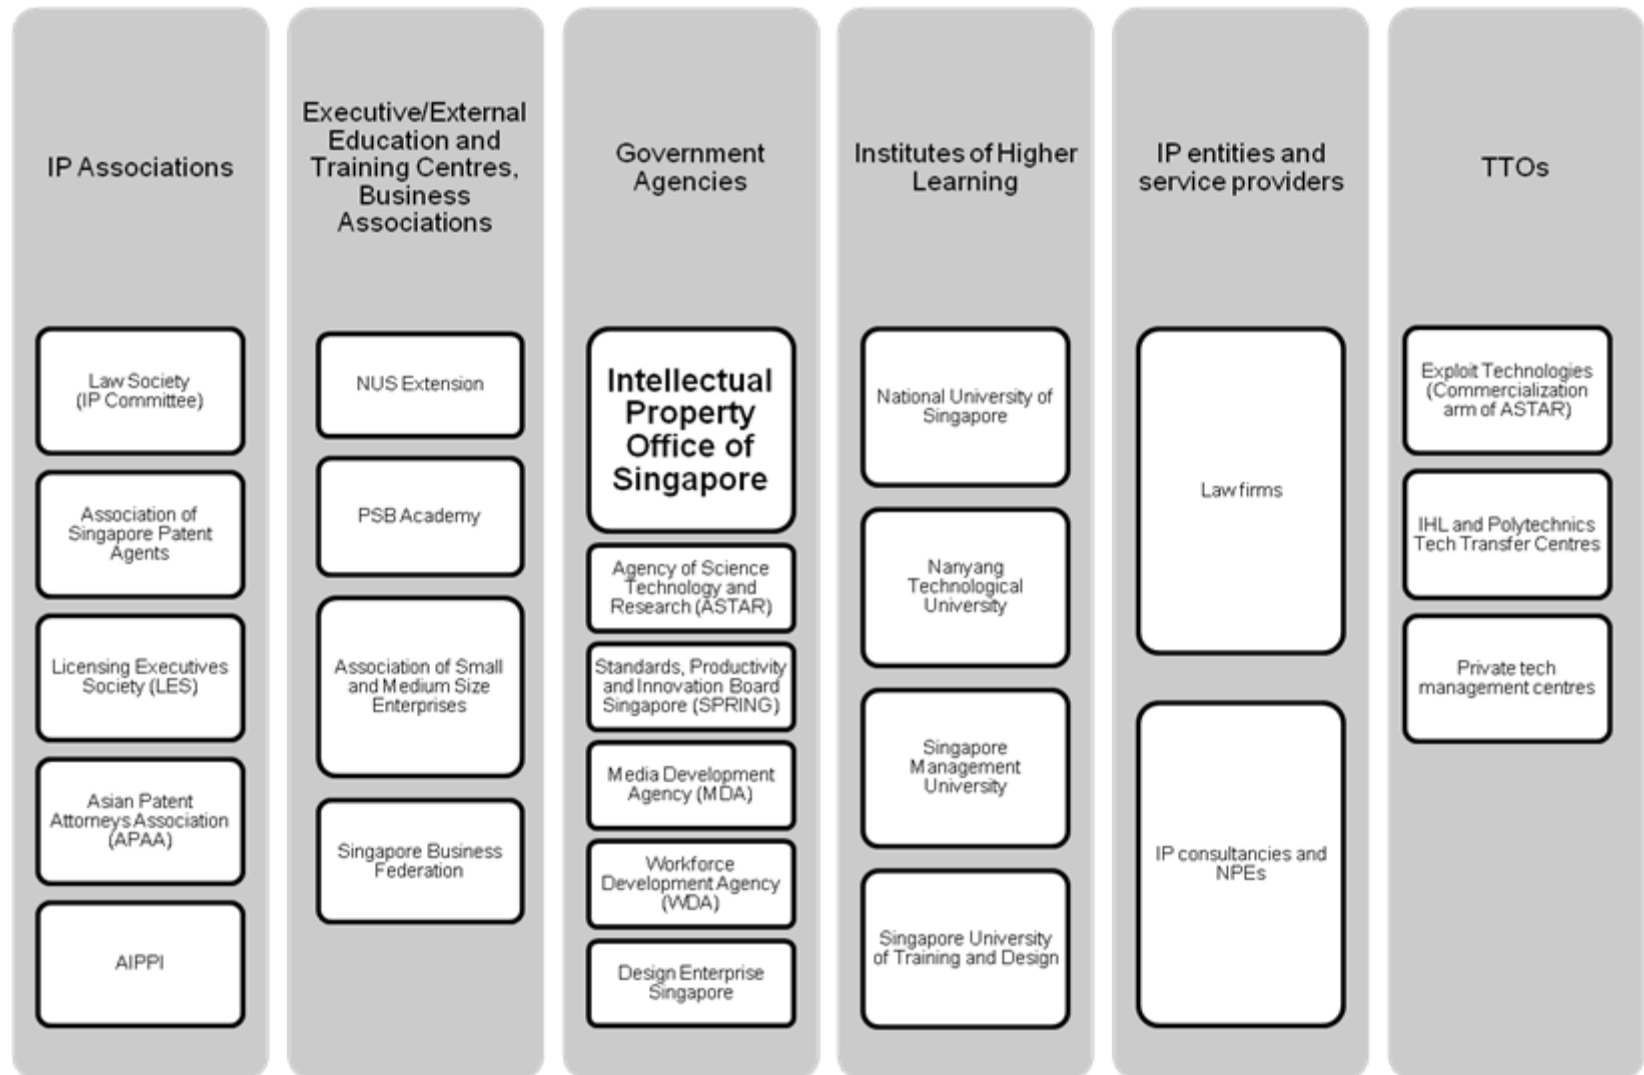 IP Associations
Law Society
(IP Committee)
Association of
Singapore Patent
Agents
Licensing Executives
Society (LES)
Asian Patent
Attorneys Association
(APAA)
AIPPI
Executive/External
Education and
Training Centres,
Business
Associations
NUS Extension
PSB Academy
Association of Small
and Medium Size
Enterprises
Singapore Business
Federation
Government
Agencies
Intellectual
Property
Office of
Singapore
Agency of Science
Technology and
Research (ASTAR)
Standards, Productivity
and Innovation Board
Singapore (SPRING)
Media Development
Agency (MDA)
Workforce
Development Agency
(WDA)
Design Enterprise
Singapore
Institutes of Higher
Learning
National University of
Singapore
Nanyang
Technological
University
Singapore
Management
University
Singapore University
of Training and Design
IP entities and
service providers
Law firms
IP consultancies and
NPEs
TTOs
Exploit Technologies
(Commercialization
arm of ASTAR)
IHL and Polytechnics
Tech Transfer Centres
Private tech
management centres